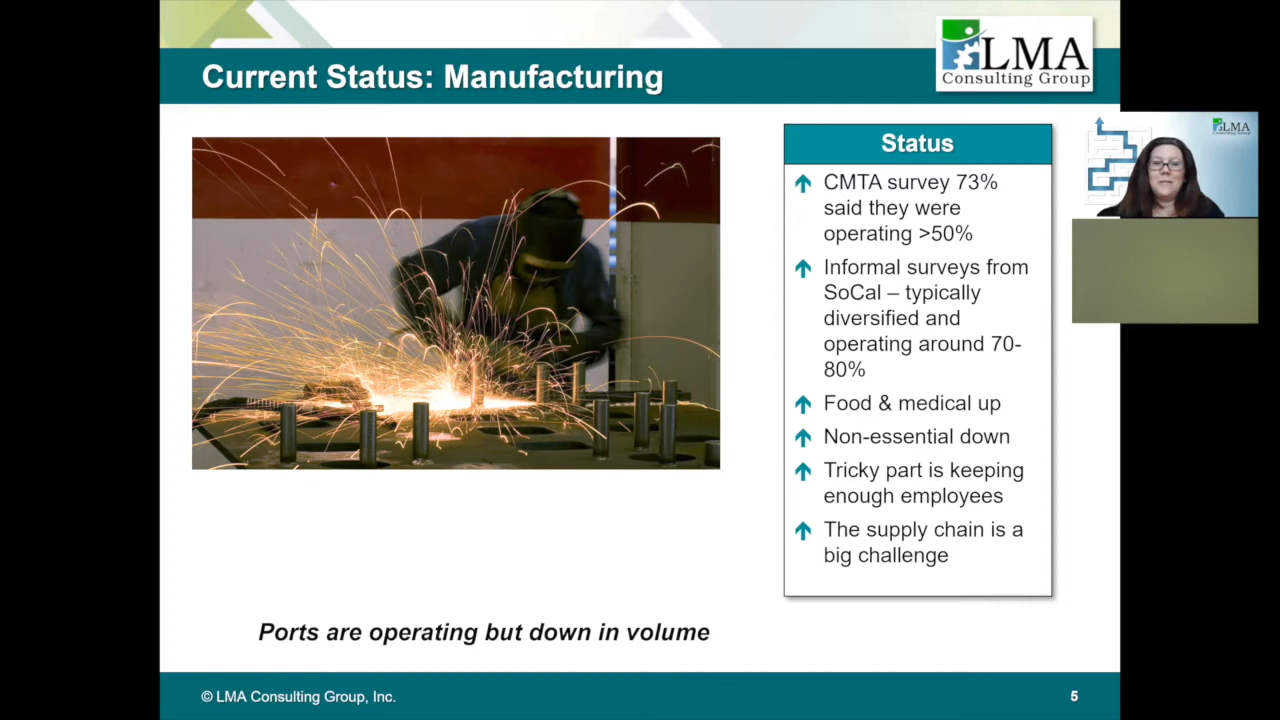 Current Status: Manufacturing
LMA
Consulting Group
Status
CMTA survey 73%
said they were
operating >50%
Informal surveys from
SoCal – typically
diversified and
operating around 70-
80%
Food & medical up
Non-essential down
Tricky part is keeping
enough employees
The supply chain is a
big challenge
Ports are operating but down in volume
© LMA Consulting Group, Inc.
5
LMA
Consulting Group